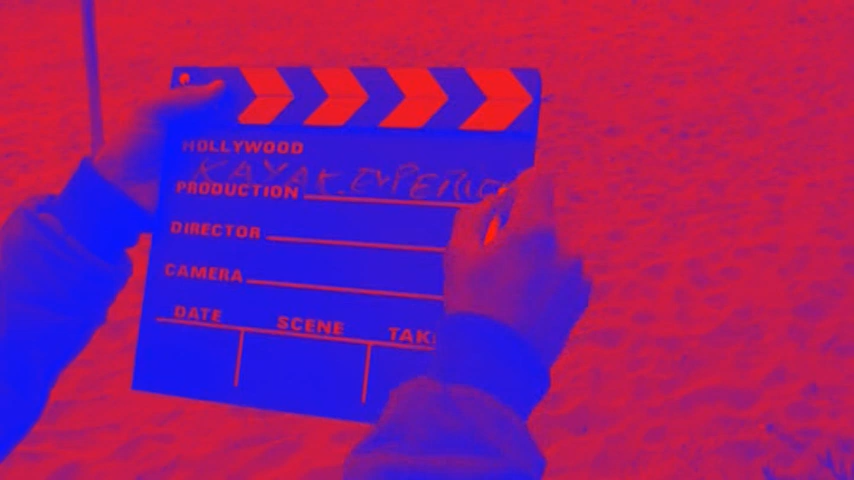 HOLLYWOOD
KAYAK.
PRODUCTION
DIRECTOR
CAMERA
DATE SCENE